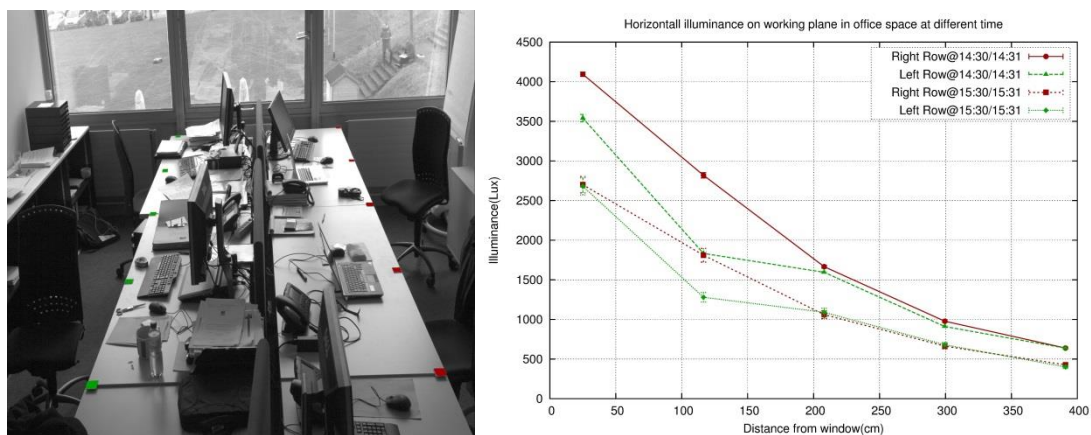 Horizontall illuminance on working plane in office space at different time
Right Row@14:30/14:31
Left Row@14:30/14:31
Right Row@15:30/15:31
Left Row@15:30/15:31
Illuminance(Lux)
4500
4000
3500
3000
2500
2000
1500
1000
500
0
0 50 100 150 200 250 300 350 400
Distance from window(cm)